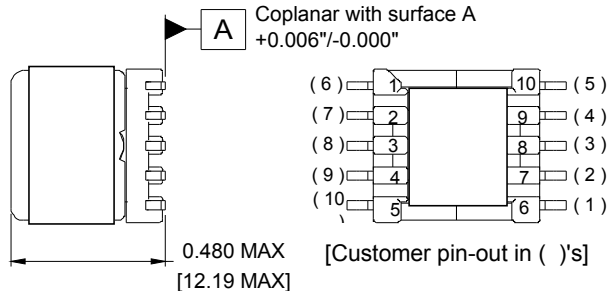 A
Coplanar with surface A
+0.006"/-0.000"
(6) 1 10 (5)
(7) 2 9 (4)
(8) 3 8 (3)
(9) 4 7 (2)
(10) 5 6 (1)
0.480 MAX
[12.19 MAX]
[Customer pin-out in ( )'s]